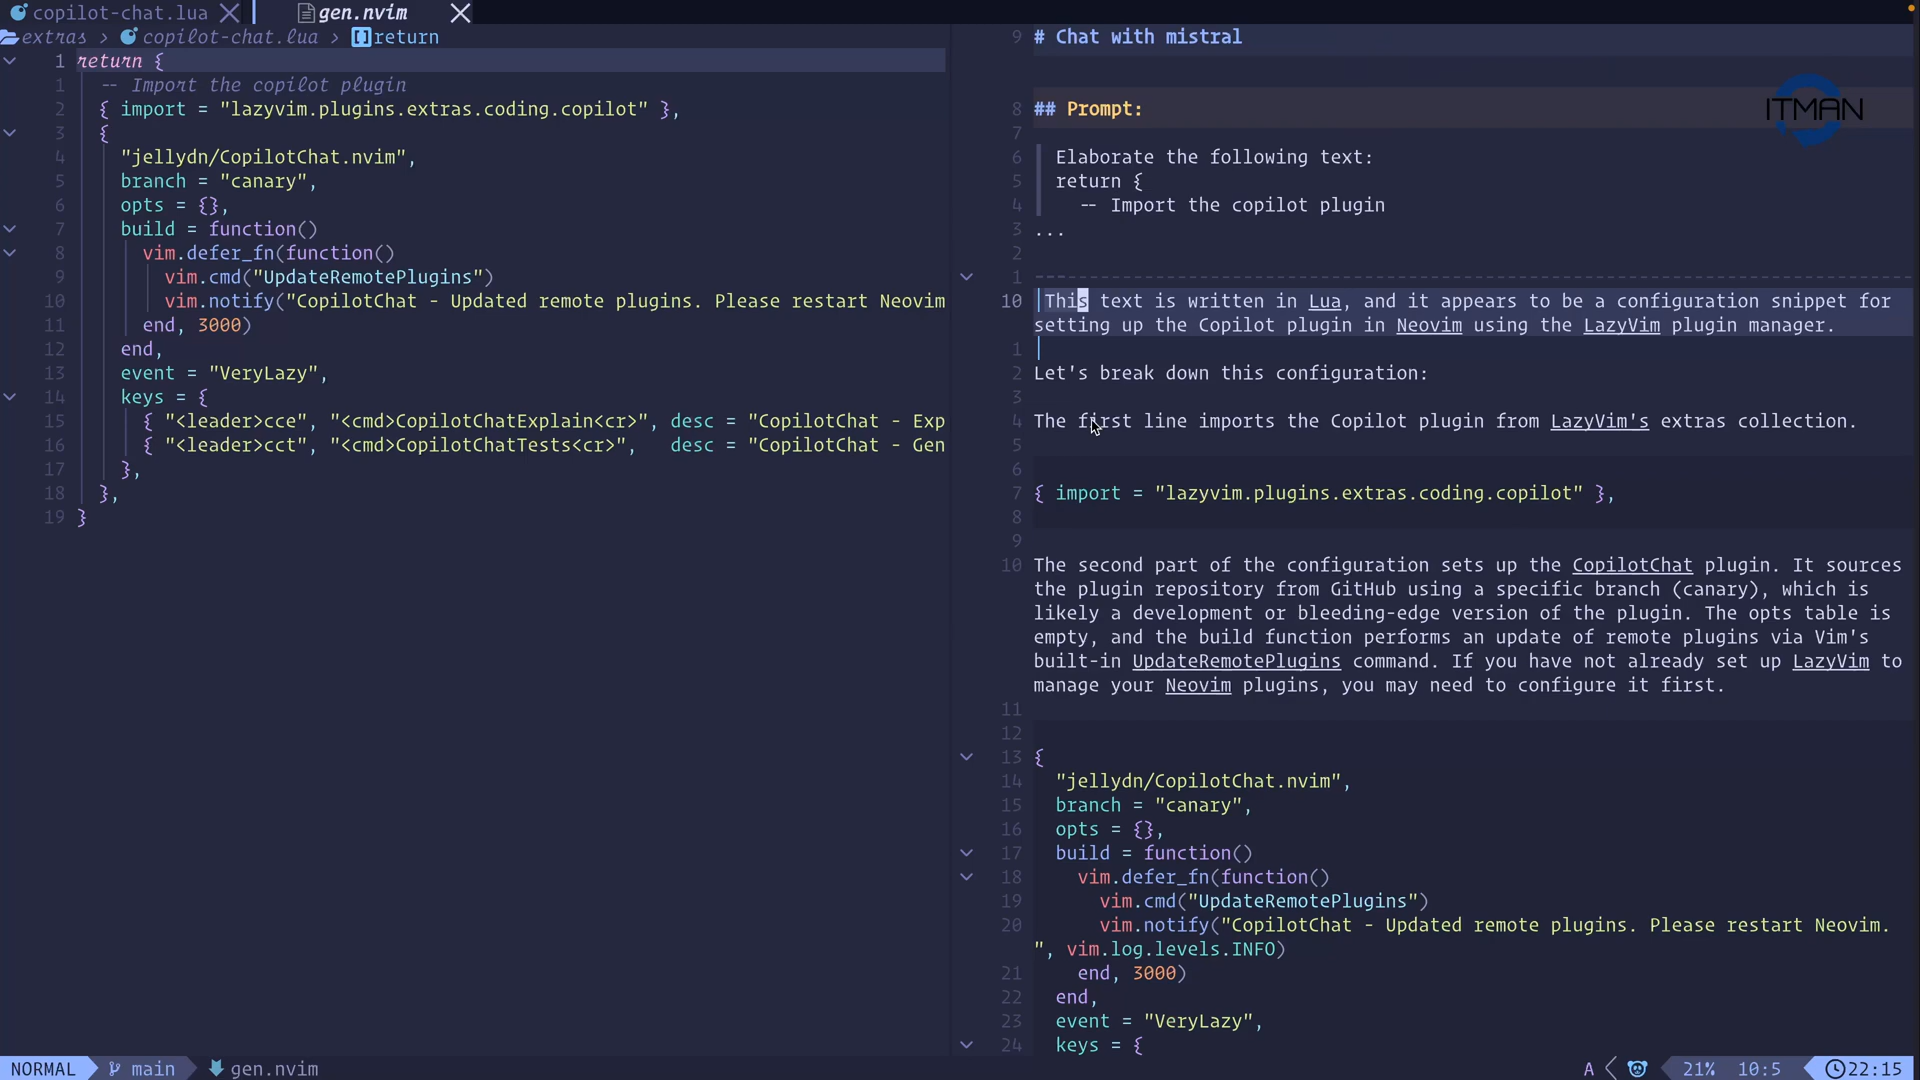 copilot-chat.lua
gen.nvim
extras > copilot-chat.lua > []return
1 return {
1 -- Import the copilot plugin
2 { import = "lazyvim.plugins.extras.coding.copilot" },
3 {
4 "jellydn/CopilotChat.nvim",
5 branch = "canary",
6 opts = {},
7 build = function()
8 vim.defer_fn(function()
9 vim.cmd("UpdateRemotePlugins")
10 vim.notify("CopilotChat - Updated remote plugins. Please restart Neovim
11 end, 3000)
12 end,
13 event = "VeryLazy",
14 keys = {
15 { "<leader>cce", "<cmd>CopilotChatExplain<cr>", desc = "CopilotChat - Exp
16 { "<leader>cct", "<cmd>CopilotChatTests<cr>", desc = "CopilotChat - Gen
17 },
18 },
19 }
9 # Chat with mistral
ITMAN
8 ## Prompt:
7
6 Elaborate the following text:
5 return {
4 -- Import the copilot plugin
3 ...
2
1
10 This text is written in Lua, and it appears to be a configuration snippet for
setting up the Copilot plugin in Neovim using the LazyVim plugin manager.
1
2 Let's break down this configuration:
3
4 The first line imports the Copilot plugin from LazyVim's extras collection.
5
6
7 { import = "lazyvim.plugins.extras.coding.copilot" },
8
9
10 The second part of the configuration sets up the CopilotChat plugin. It sources
the plugin repository from GitHub using a specific branch (canary), which is
likely a development or bleeding-edge version of the plugin. The opts table is
empty, and the build function performs an update of remote plugins via Vim's
built-in UpdateRemotePlugins command. If you have not already set up LazyVim to
manage your Neovim plugins, you may need to configure it first.
11
12
13 {
14 "jellydn/CopilotChat.nvim",
15 branch = "canary",
16 opts = {},
17 build = function()
18 vim.defer_fn(function()
19 vim.cmd("UpdateRemotePlugins")
20 vim.notify("CopilotChat - Updated remote plugins. Please restart Neovim.
", vim.log.levels.INFO)
21 end, 3000)
22 end,
23 event = "VeryLazy",
24 keys = {
NORMAL main gen.nvim
A 21% 10:5 22:15